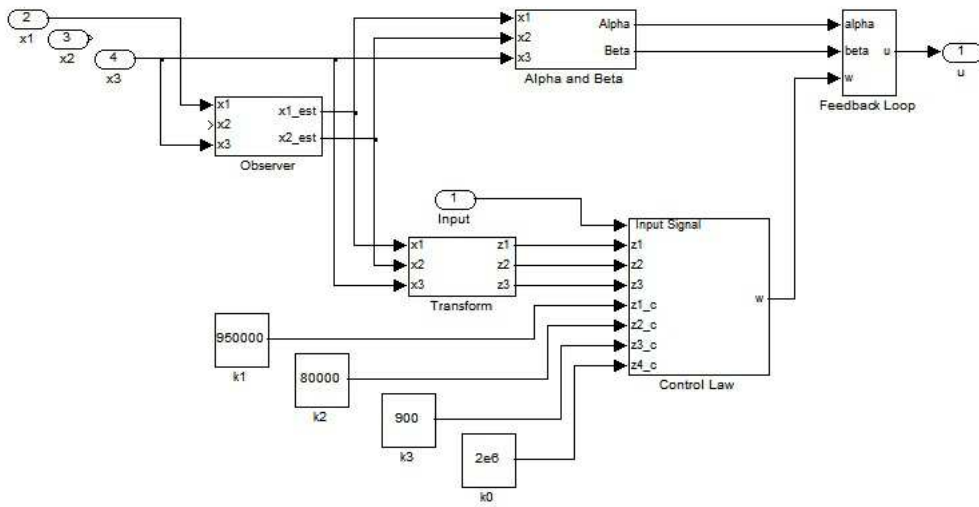 2
x1
3
x2
4
x3
x1
x2
x3
x1_est
x2_est
Observer
x1
x2
x3
Alpha
Beta
Alpha and Beta
alpha
beta
w
u
Feedback Loop
1
u
1
Input
x1
x2
x3
z1
z2
z3
Transform
Input Signal
z1
z2
z3
z1_c
z2_c
z3_c
z4_c
w
Control Law
950000
k1
80000
k2
900
k3
2e6
k0